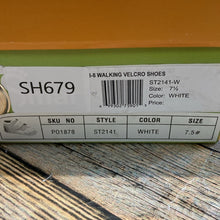 I-8 WALKING VELCRO SHOES
ST2141-W
Size: 7½
Color: WHITE
Price:
SH679
SKU NO STYLE COLOR SIZE
PO1878 ST2141 WHITE 7.5#